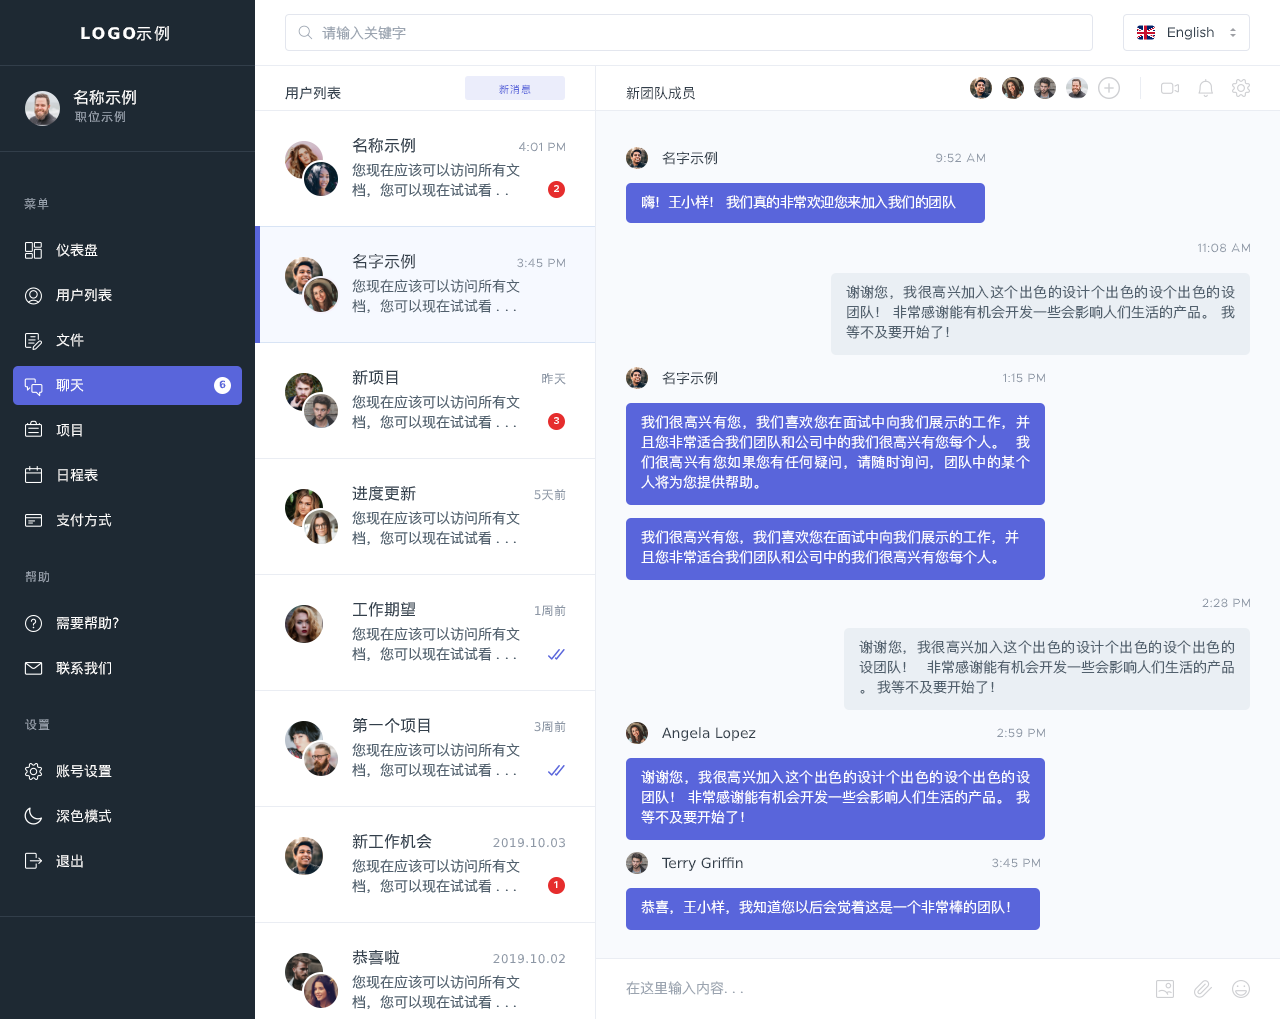 LOGO示例
请输入关键字
English
名称示例
职位示例
菜单
仪表盘
用户列表
文件
聊天
6
项目
日程表
支付方式
帮助
需要帮助?
联系我们
设置
账号设置
深色模式
退出
用户列表
新消息
名称示例
4:01 PM
您现在应该可以访问所有文
档，您可以现在试试看 . .
2
名字示例
3:45 PM
您现在应该可以访问所有文
档，您可以现在试试看 . . .
新项目
昨天
您现在应该可以访问所有文
档，您可以现在试试看 . . .
3
进度更新
5天前
您现在应该可以访问所有文
档，您可以现在试试看 . . .
工作期望
1周前
您现在应该可以访问所有文
档，您可以现在试试看 . . .
第一个项目
3周前
您现在应该可以访问所有文
档，您可以现在试试看 . . .
新工作机会
2019.10.03
您现在应该可以访问所有文
档，您可以现在试试看 . . .
1
恭喜啦
2019.10.02
您现在应该可以访问所有文
档，您可以现在试试看 . . .
新团队成员
名字示例
9:52 AM
嗨！王小样！ 我们真的非常欢迎您来加入我们的团队
11:08 AM
谢谢您，我很高兴加入这个出色的设计个出色的设个出色的设
团队！ 非常感谢能有机会开发一些会影响人们生活的产品。 我
等不及要开始了！
名字示例
1:15 PM
我们很高兴有您，我们喜欢您在面试中向我们展示的工作，并
且您非常适合我们团队和公司中的我们很高兴有您每个人。 我
们很高兴有您如果您有任何疑问，请随时询问，团队中的某个
人将为您提供帮助。
我们很高兴有您，我们喜欢您在面试中向我们展示的工作，并
且您非常适合我们团队和公司中的我们很高兴有您每个人。
2:28 PM
谢谢您，我很高兴加入这个出色的设计个出色的设个出色的
设团队！ 非常感谢能有机会开发一些会影响人们生活的产品
。 我等不及要开始了！
Angela Lopez
2:59 PM
谢谢您，我很高兴加入这个出色的设计个出色的设个出色的设
团队！ 非常感谢能有机会开发一些会影响人们生活的产品。 我
等不及要开始了！
Terry Griffin
3:45 PM
恭喜，王小样，我知道您以后会觉着这是一个非常棒的团队！
在这里输入内容. . .